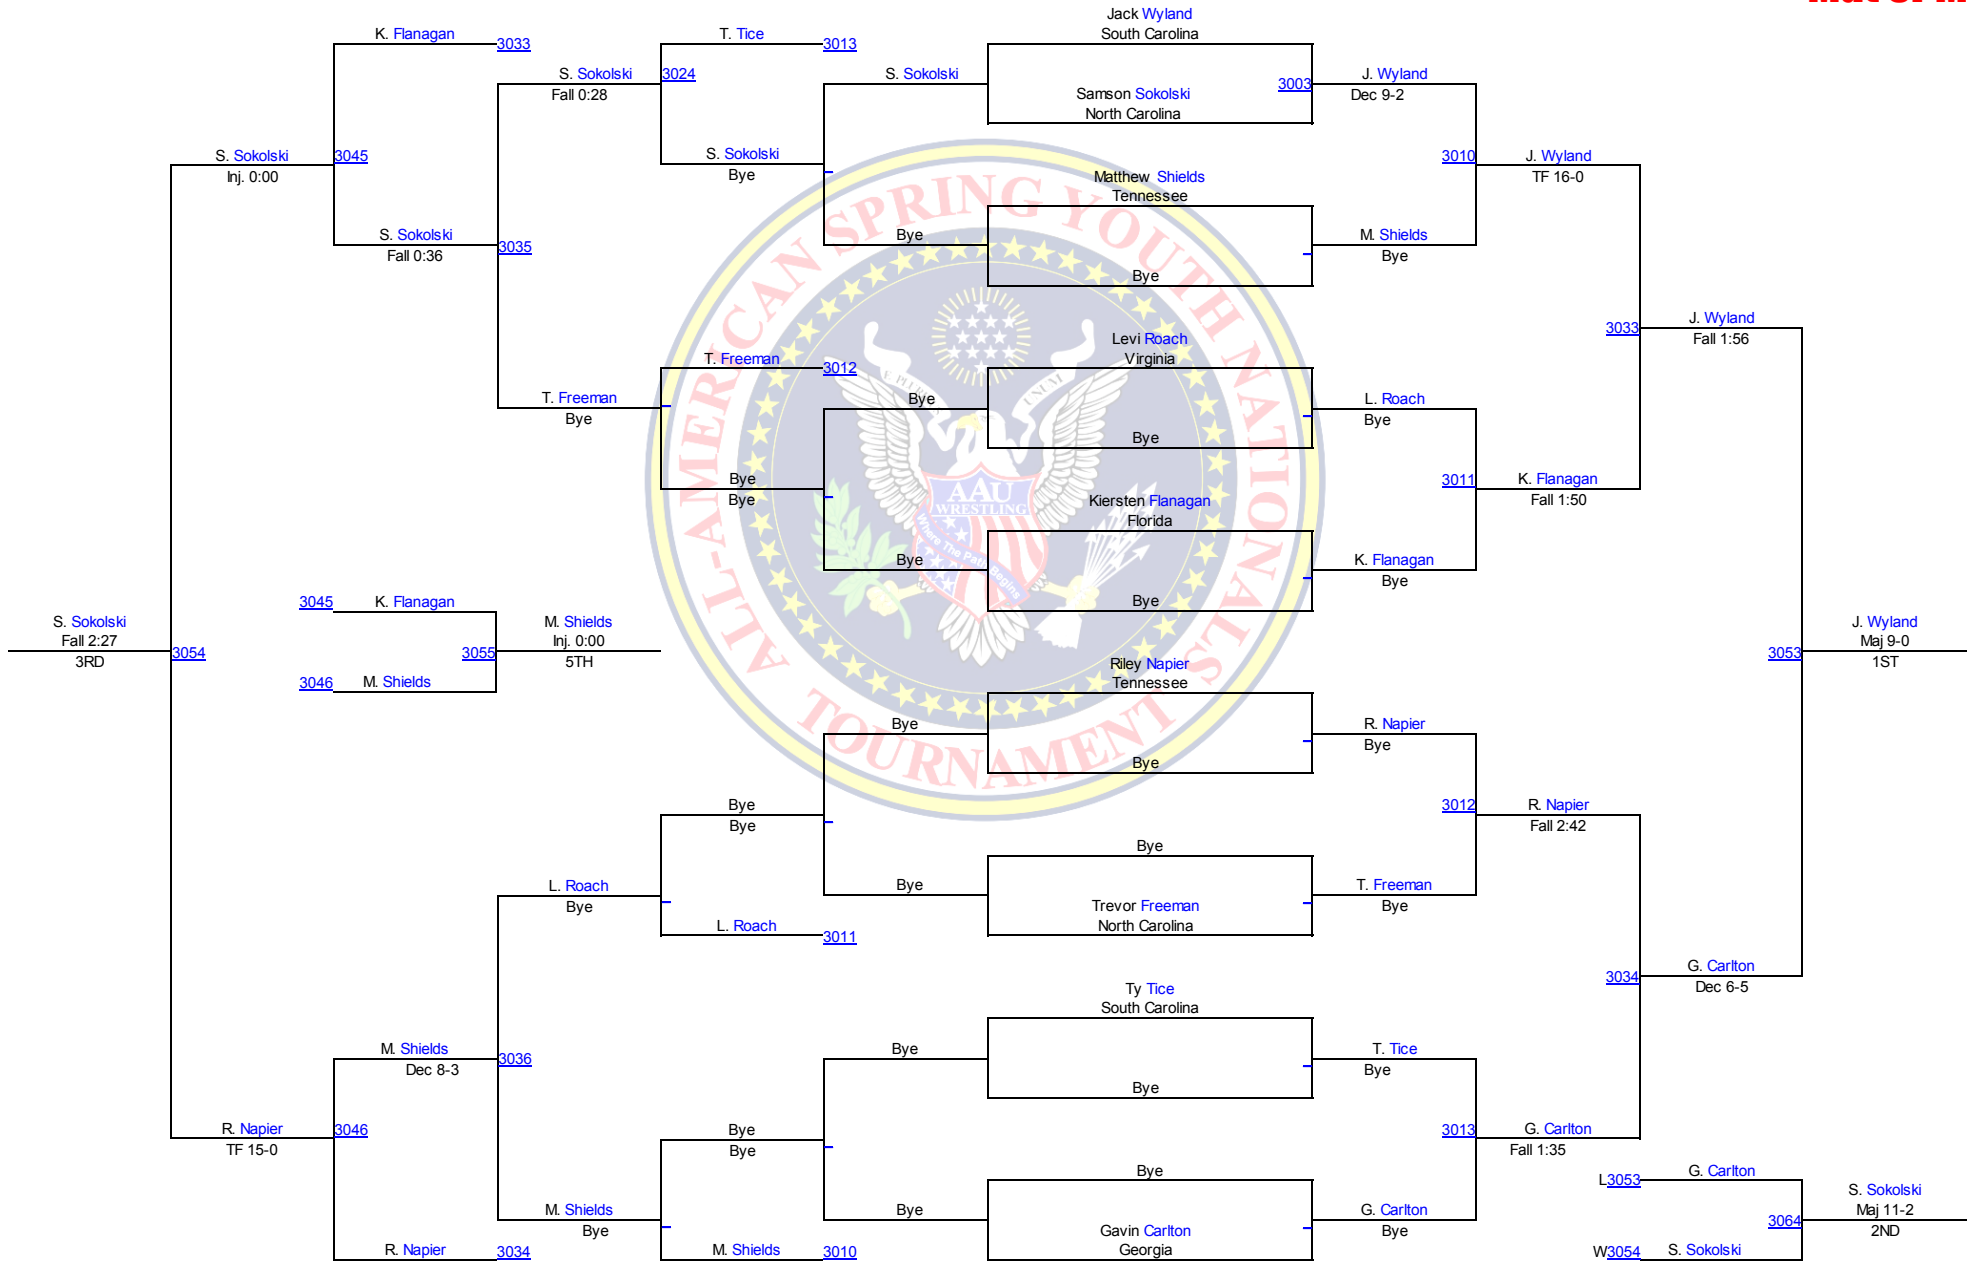 Jack Wyland
South Carolina
K. Flanagan
3033
T. Tice
3013
S. Sokolski
Fall 0:28
3024
S. Sokolski
Samson Sokolski
North Carolina
3003
J. Wyland
Dec 9-2
S. Sokolski
Inj. 0:00
3045
S. Sokolski
Bye
3010
J. Wyland
TF 16-0
Matthew Shields
Tennessee
S. Sokolski
Fall 0:36
3035
Bye
M. Shields
Bye
Bye
Levi Roach
Virginia
3033
J. Wyland
Fall 1:56
T. Freeman
3012
T. Freeman
Bye
Bye
L. Roach
Bye
Bye
Bye
Bye
3011
K. Flanagan
Fall 1:50
Kiersten Flanagan
Florida
Bye
K. Flanagan
Bye
Bye
3045
K. Flanagan
S. Sokolski
Fall 2:27
3RD
3054
M. Shields
Inj. 0:00
5TH
3055
3046
M. Shields
J. Wyland
Maj 9-0
1ST
3053
Riley Napier
Tennessee
Bye
R. Napier
Bye
Bye
Bye
Bye
3012
R. Napier
Fall 2:42
Bye
L. Roach
Bye
Bye
T. Freeman
Bye
Trevor Freeman
North Carolina
L. Roach
3011
3034
G. Carlton
Dec 6-5
Ty Tice
South Carolina
M. Shields
Dec 8-3
3036
Bye
T. Tice
Bye
Bye
R. Napier
TF 15-0
3046
Bye
Bye
3013
G. Carlton
Fall 1:35
Bye
M. Shields
Bye
Bye
G. Carlton
Bye
Gavin Carlton
Georgia
R. Napier
3034
M. Shields
3010
L3053
G. Carlton
S. Sokolski
Maj 11-2
2ND
3064
W3054
S. Sokolski
ALL-AMERICAN SPRING YOUTH NATIONALS
TOURNAMENT
E PLURIBUS UNUM
AAU
WRESTLING
Where The Path Begins